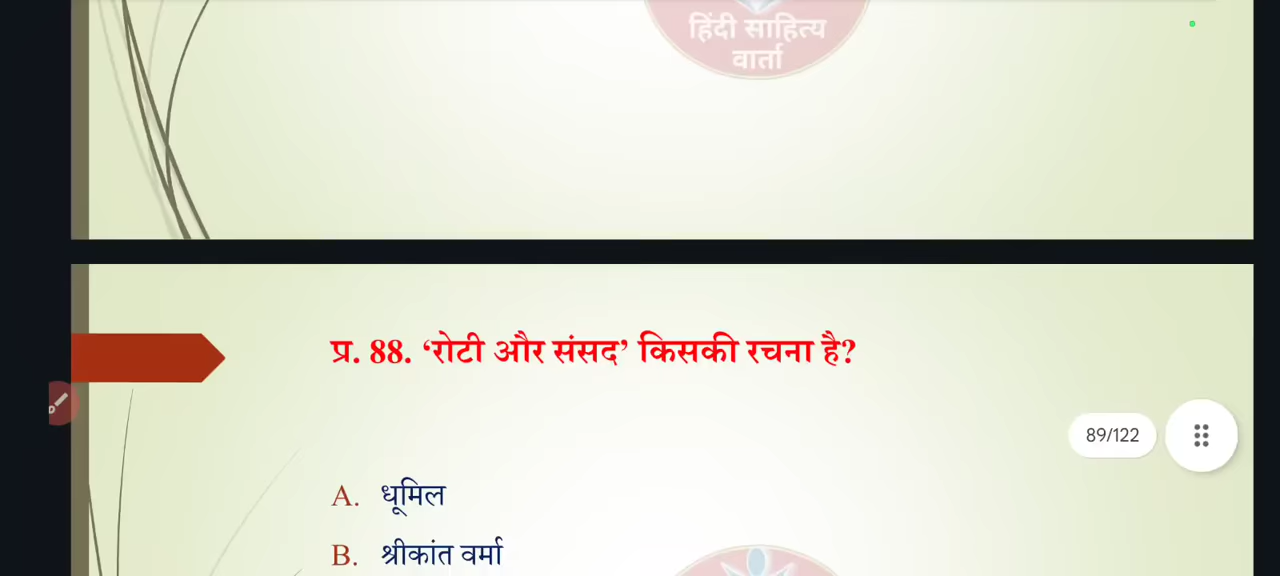 हिंदी साहित्य
वार्ता
प्र. 88. ‘रोटी और संसद’ किसकी रचना है?
89/122
A. धूमिल
B. श्रीकांत वर्मा